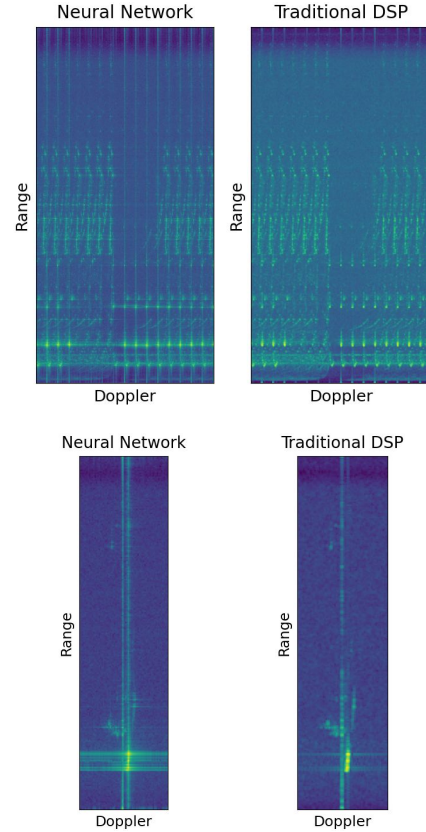 Neural Network
Traditional DSP
Range
Range
Doppler
Doppler
Neural Network
Traditional DSP
Range
Range
Doppler
Doppler